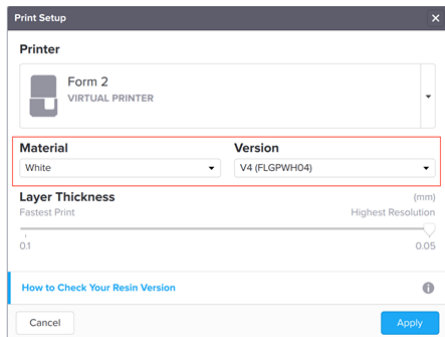 Print Setup
Printer
Form 2
VIRTUAL PRINTER
Material Version
White V4 (FLGPWH04)
Layer Thickness (mm)
Fastest Print Highest Resolution
0.1 0.05
How to Check Your Resin Version
Cancel Apply